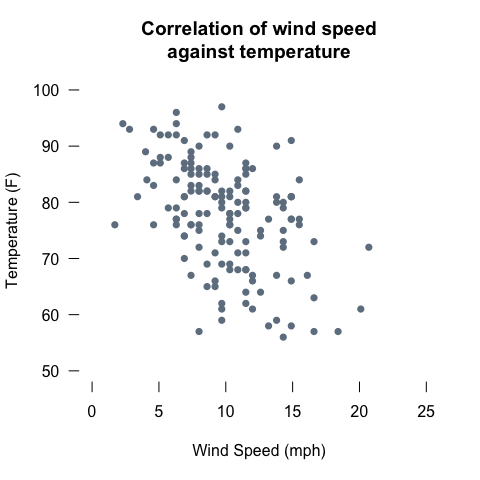 Correlation of wind speed
against temperature
100
90
80
70
60
50
Temperature (F)
0 5 10 15 20 25
Wind Speed (mph)